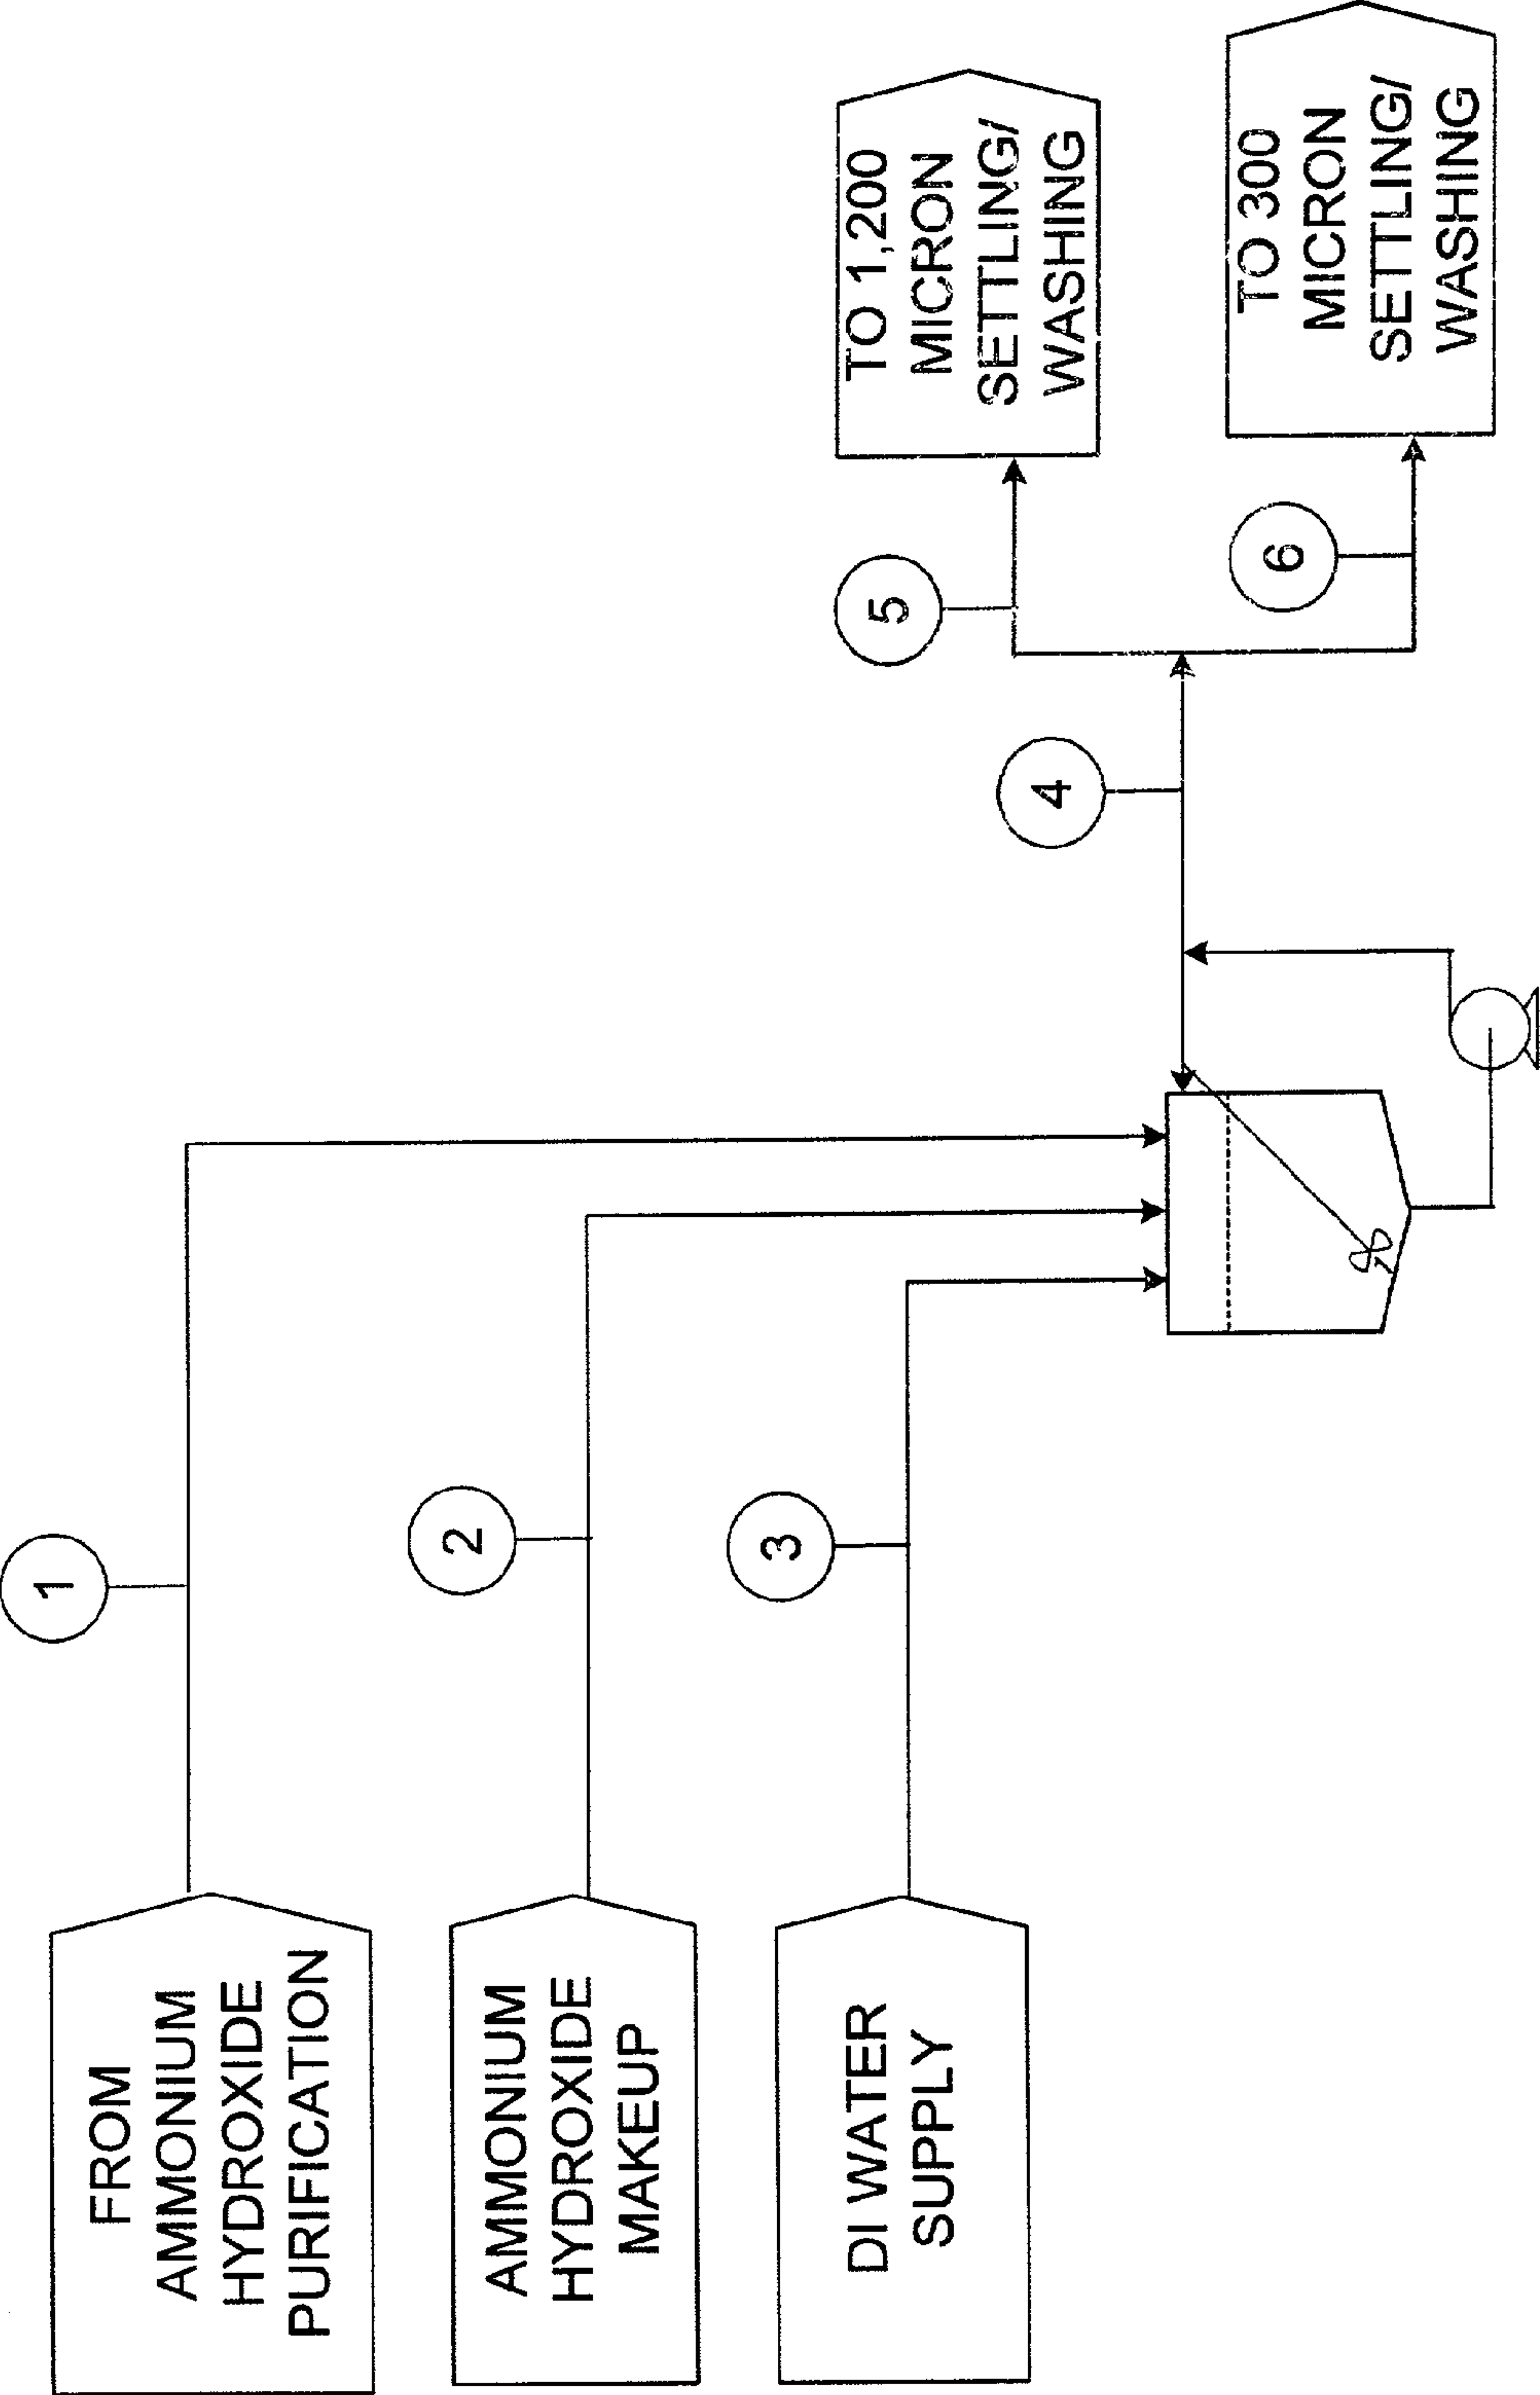 FROM
AMMONIUM
HYDROXIDE
PURIFICATION
1
AMMONIUM
HYDROXIDE
MAKEUP
2
DI WATER
SUPPLY
3
4
5
TO 1,200
MICRON
SETTLING/
WASHING
6
TO 300
MICRON
SETTLING/
WASHING